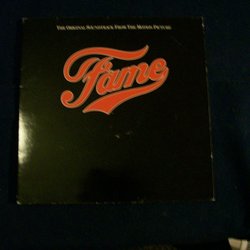 THE ORIGINAL SOUNDTRACK FROM THE MOTION PICTURE
Fame